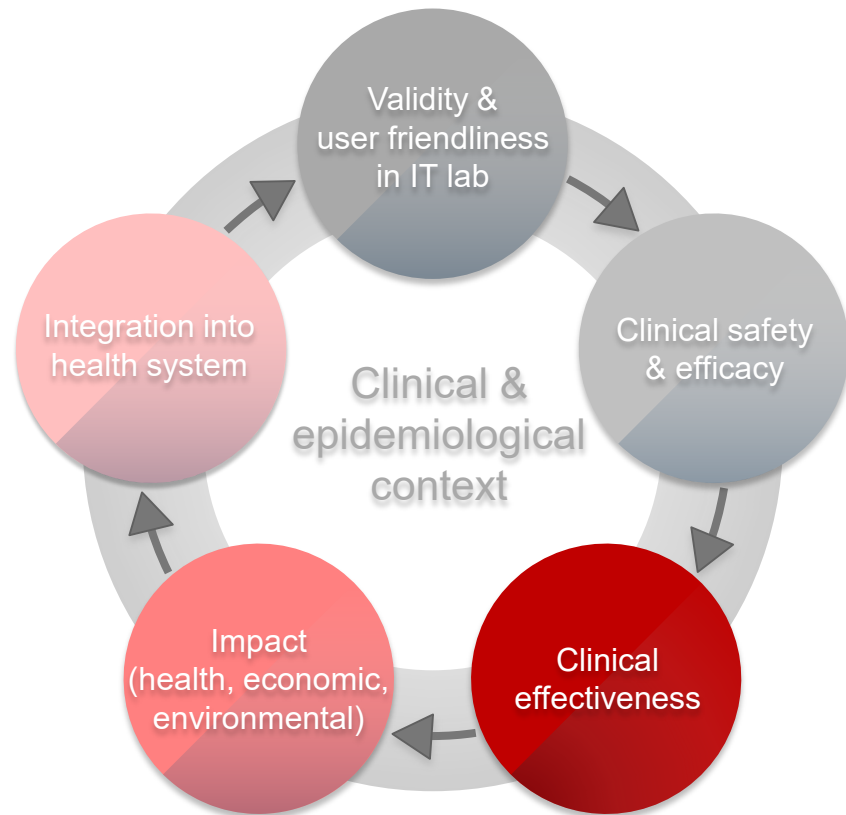 Validity &
user friendliness
in IT lab
Clinical safety
& efficacy
Clinical
effectiveness
Impact
(health, economic,
environmental)
Integration into
health system
Clinical &
epidemiological
context